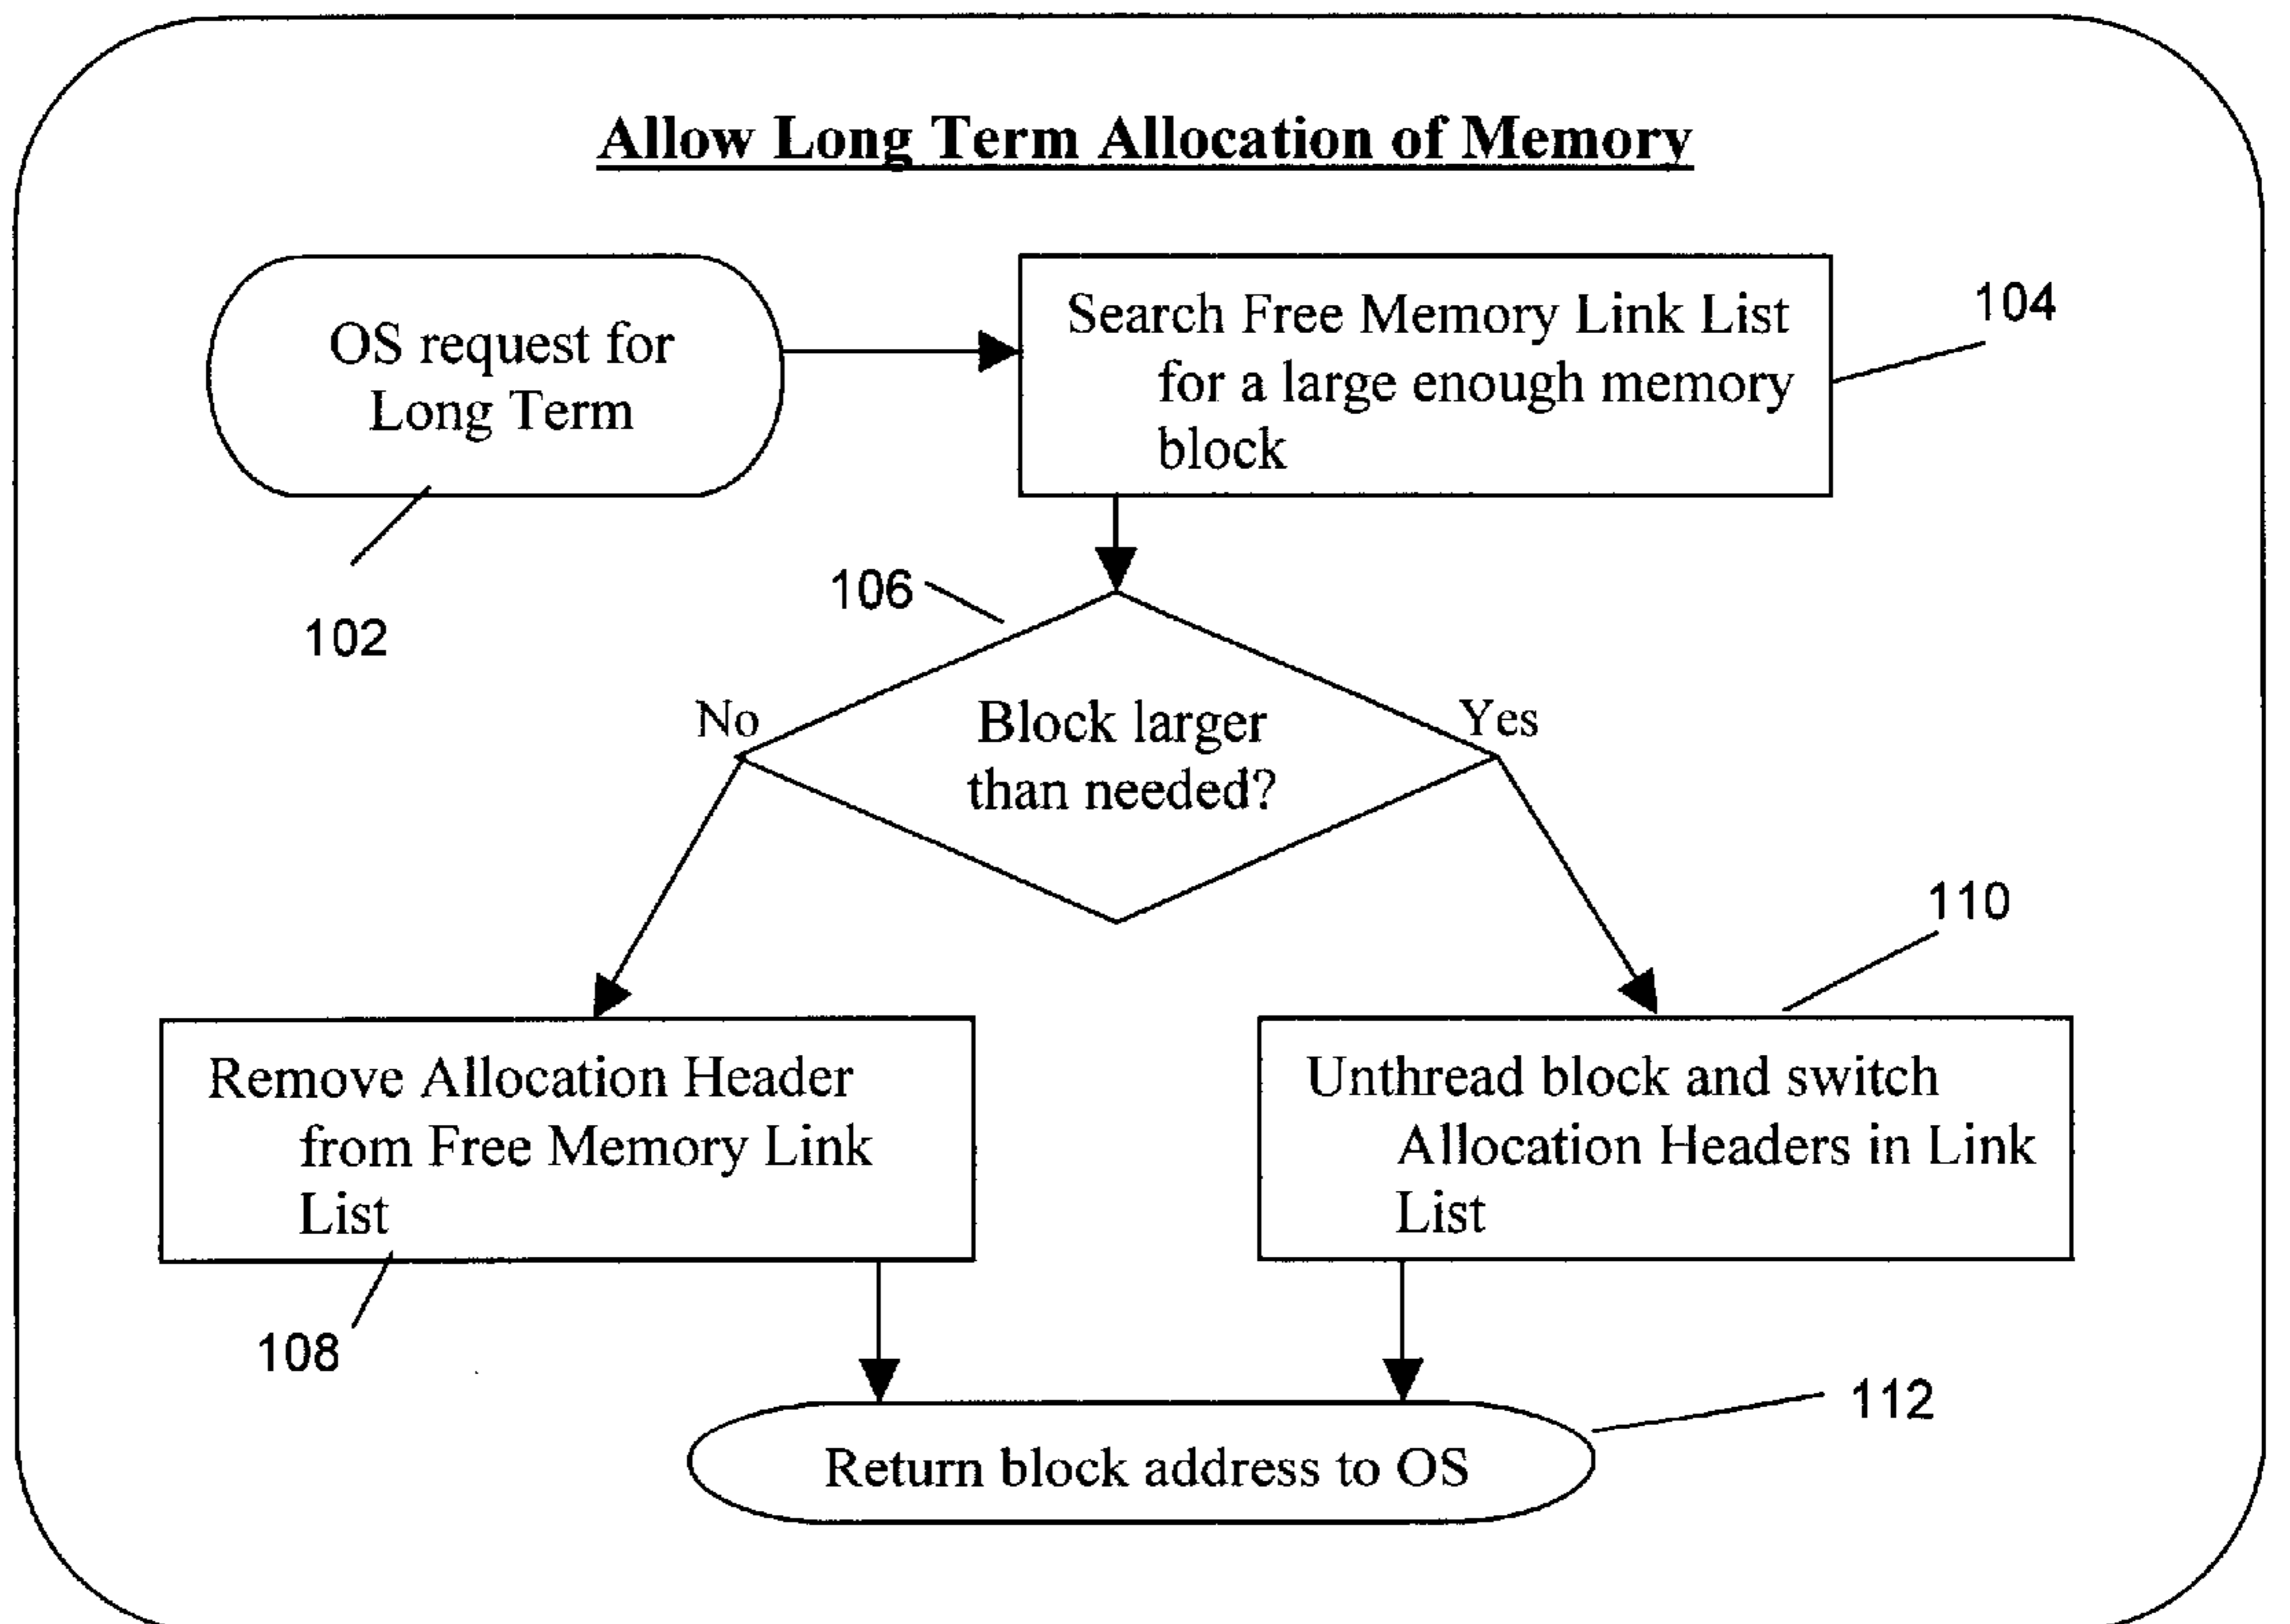 Allow Long Term Allocation of Memory
OS request for
Long Term
102
Search Free Memory Link List
for a large enough memory
block
104
106
Block larger
than needed?
No
Yes
Remove Allocation Header
from Free Memory Link
List
108
110
Unthread block and switch
Allocation Headers in Link
List
Return block address to OS
112